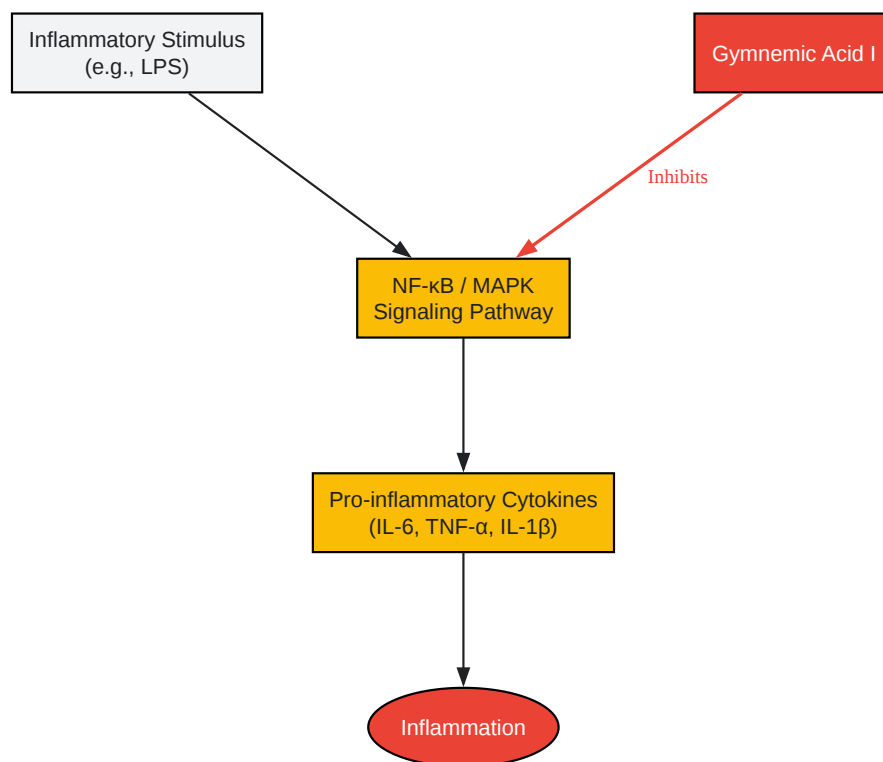 Inflammatory Stimulus
(e.g., LPS)
Gymnemic Acid I
Inhibits
NF-κB / MAPK
Signaling Pathway
Pro-inflammatory Cytokines
(IL-6, TNF-α, IL-1β)
Inflammation